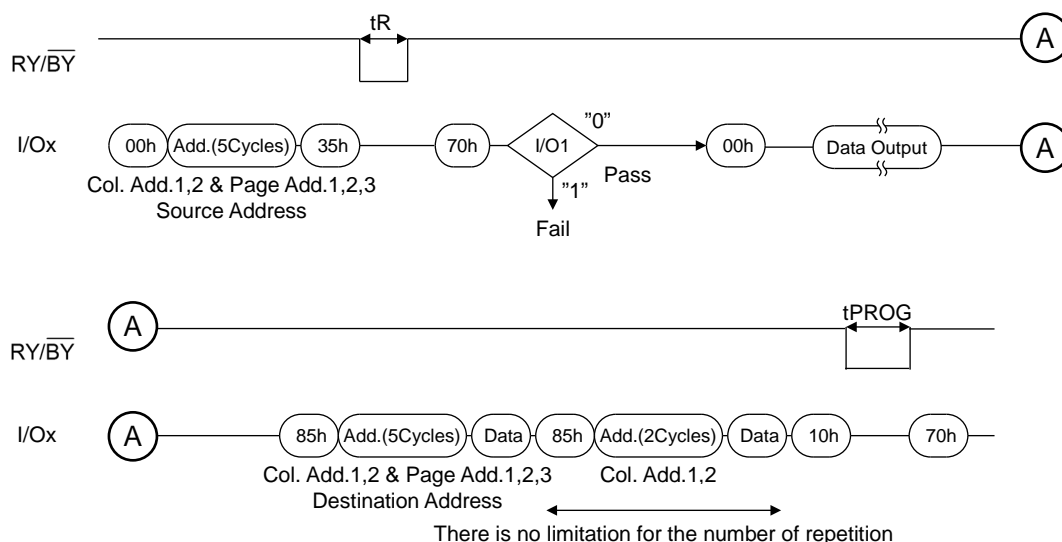 tR
RY/BY
A
I/Ox
00h Add.(5Cycles) 35h 70h I/O1 "0" Pass 00h Data Output A
"1"
Fail
Col. Add.1,2 & Page Add.1,2,3
Source Address
A
tPROG
RY/BY
I/Ox
A 85h Add.(5Cycles) Data 85h Add.(2Cycles) Data 10h 70h
Col. Add.1,2 & Page Add.1,2,3
Destination Address
Col. Add.1,2
There is no limitation for the number of repetition